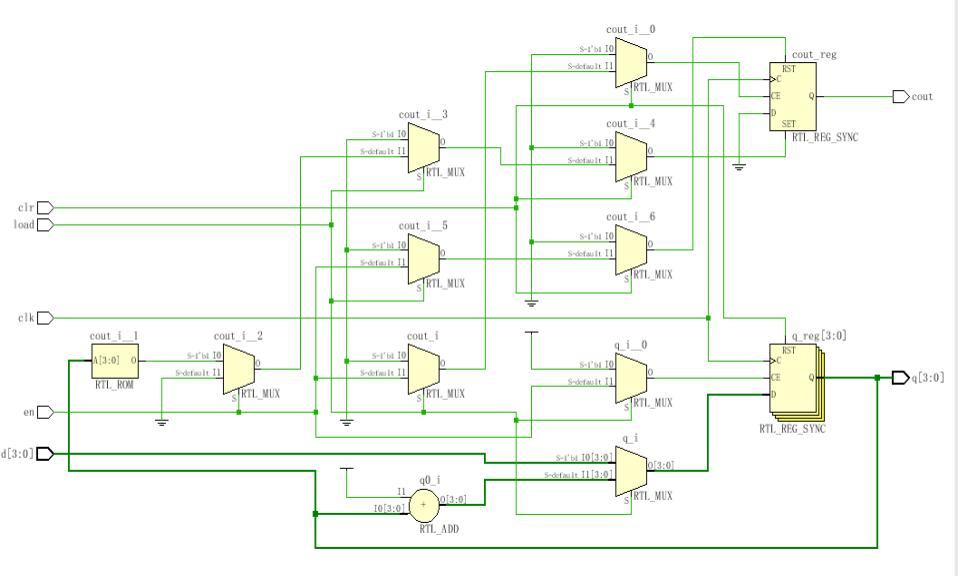 cout_i__0
S=1'b1 I0
S=default I1
O
S
RTL_MUX
cout_reg
RST
C
CE
Q
D
SET
RTL_REG_SYNC
cout
cout_i__3
S=1'b1 I0
S=default I1
O
S
RTL_MUX
cout_i__4
S=1'b1 I0
S=default I1
O
S
RTL_MUX
clr
load
cout_i__5
S=1'b1 I0
S=default I1
O
S
RTL_MUX
cout_i__6
S=1'b1 I0
S=default I1
O
S
RTL_MUX
clk
cout_i__1
A[3:0]
O
RTL_ROM
cout_i__2
S=1'b1 I0
S=default I1
O
S
RTL_MUX
cout_i
S=1'b1 I0
S=default I1
O
S
RTL_MUX
q_i__0
S=1'b1 I0
S=default I1
O
S
RTL_MUX
q_reg[3:0]
RST
C
CE
Q
D
RTL_REG_SYNC
q[3:0]
en
d[3:0]
q_i
S=1'b1 I0[3:0]
S=default I1[3:0]
O[3:0]
S
RTL_MUX
q0_i
I1
I0[3:0]
+
O[3:0]
RTL_ADD